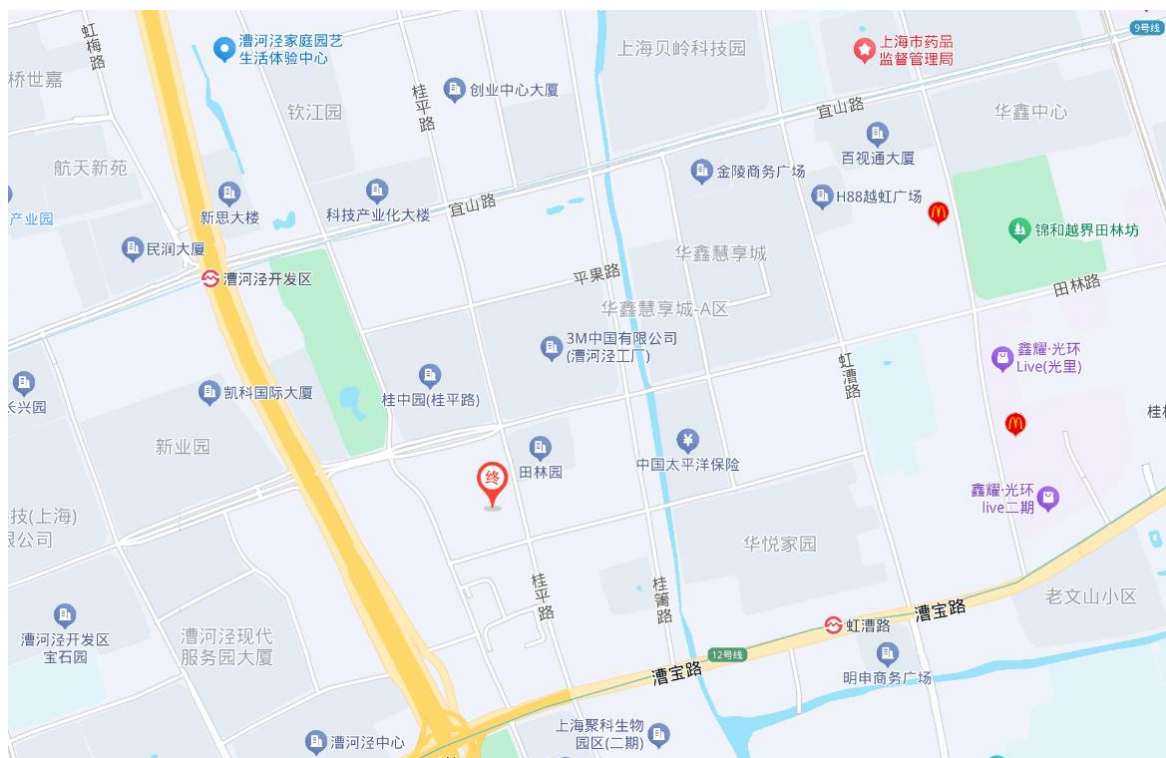 9号线
虹梅路
漕河泾家庭园艺
生活体验中心
上海贝岭科技园
上海市药品
监督管理局
桥世嘉
钦江园
桂平路
创业中心大厦
宜山路
华鑫中心
航天新苑
百视通大厦
金陵商务广场
产业园
新思大楼
科技产业化大楼
宜山路
H88越虹广场
锦和越界田林坊
民润大厦
华鑫慧享城
漕河泾开发区
平果路
田林路
华鑫慧享城-A区
3M中国有限公司
(漕河泾工厂)
鑫耀·光环
Live(光里)
虹漕路
长兴园
凯科国际大厦
桂中园(桂平路)
新业园
田林园
中国太平洋保险
终
鑫耀·光环
live二期
技(上海)
限公司
华悦家园
桂平路
桂箐路
老文山小区
漕宝路
虹漕路
漕河泾开发区
宝石园
漕河泾现代
服务园大厦
12号线
漕宝路
明申商务广场
上海聚科生物
园区(二期)
漕河泾中心